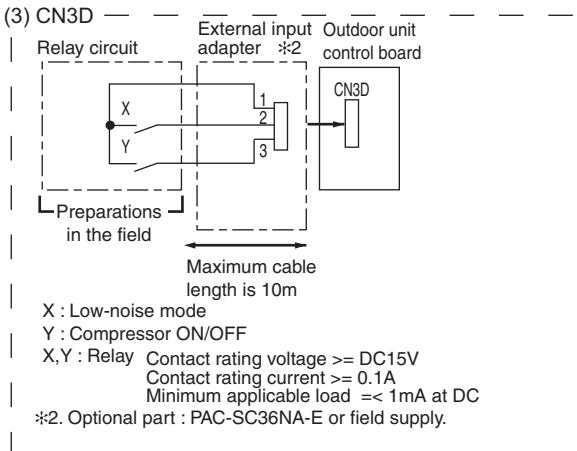 (3) CN3D
External input
adapter ✻2
Outdoor unit
control board
Relay circuit
CN3D
X
Y
1
2
3
Preparations
in the field
Maximum cable
length is 10m
X : Low-noise mode
Y : Compressor ON/OFF
X,Y : Relay Contact rating voltage >= DC15V
Contact rating current >= 0.1A
Minimum applicable load =< 1mA at DC
✻2. Optional part : PAC-SC36NA-E or field supply.